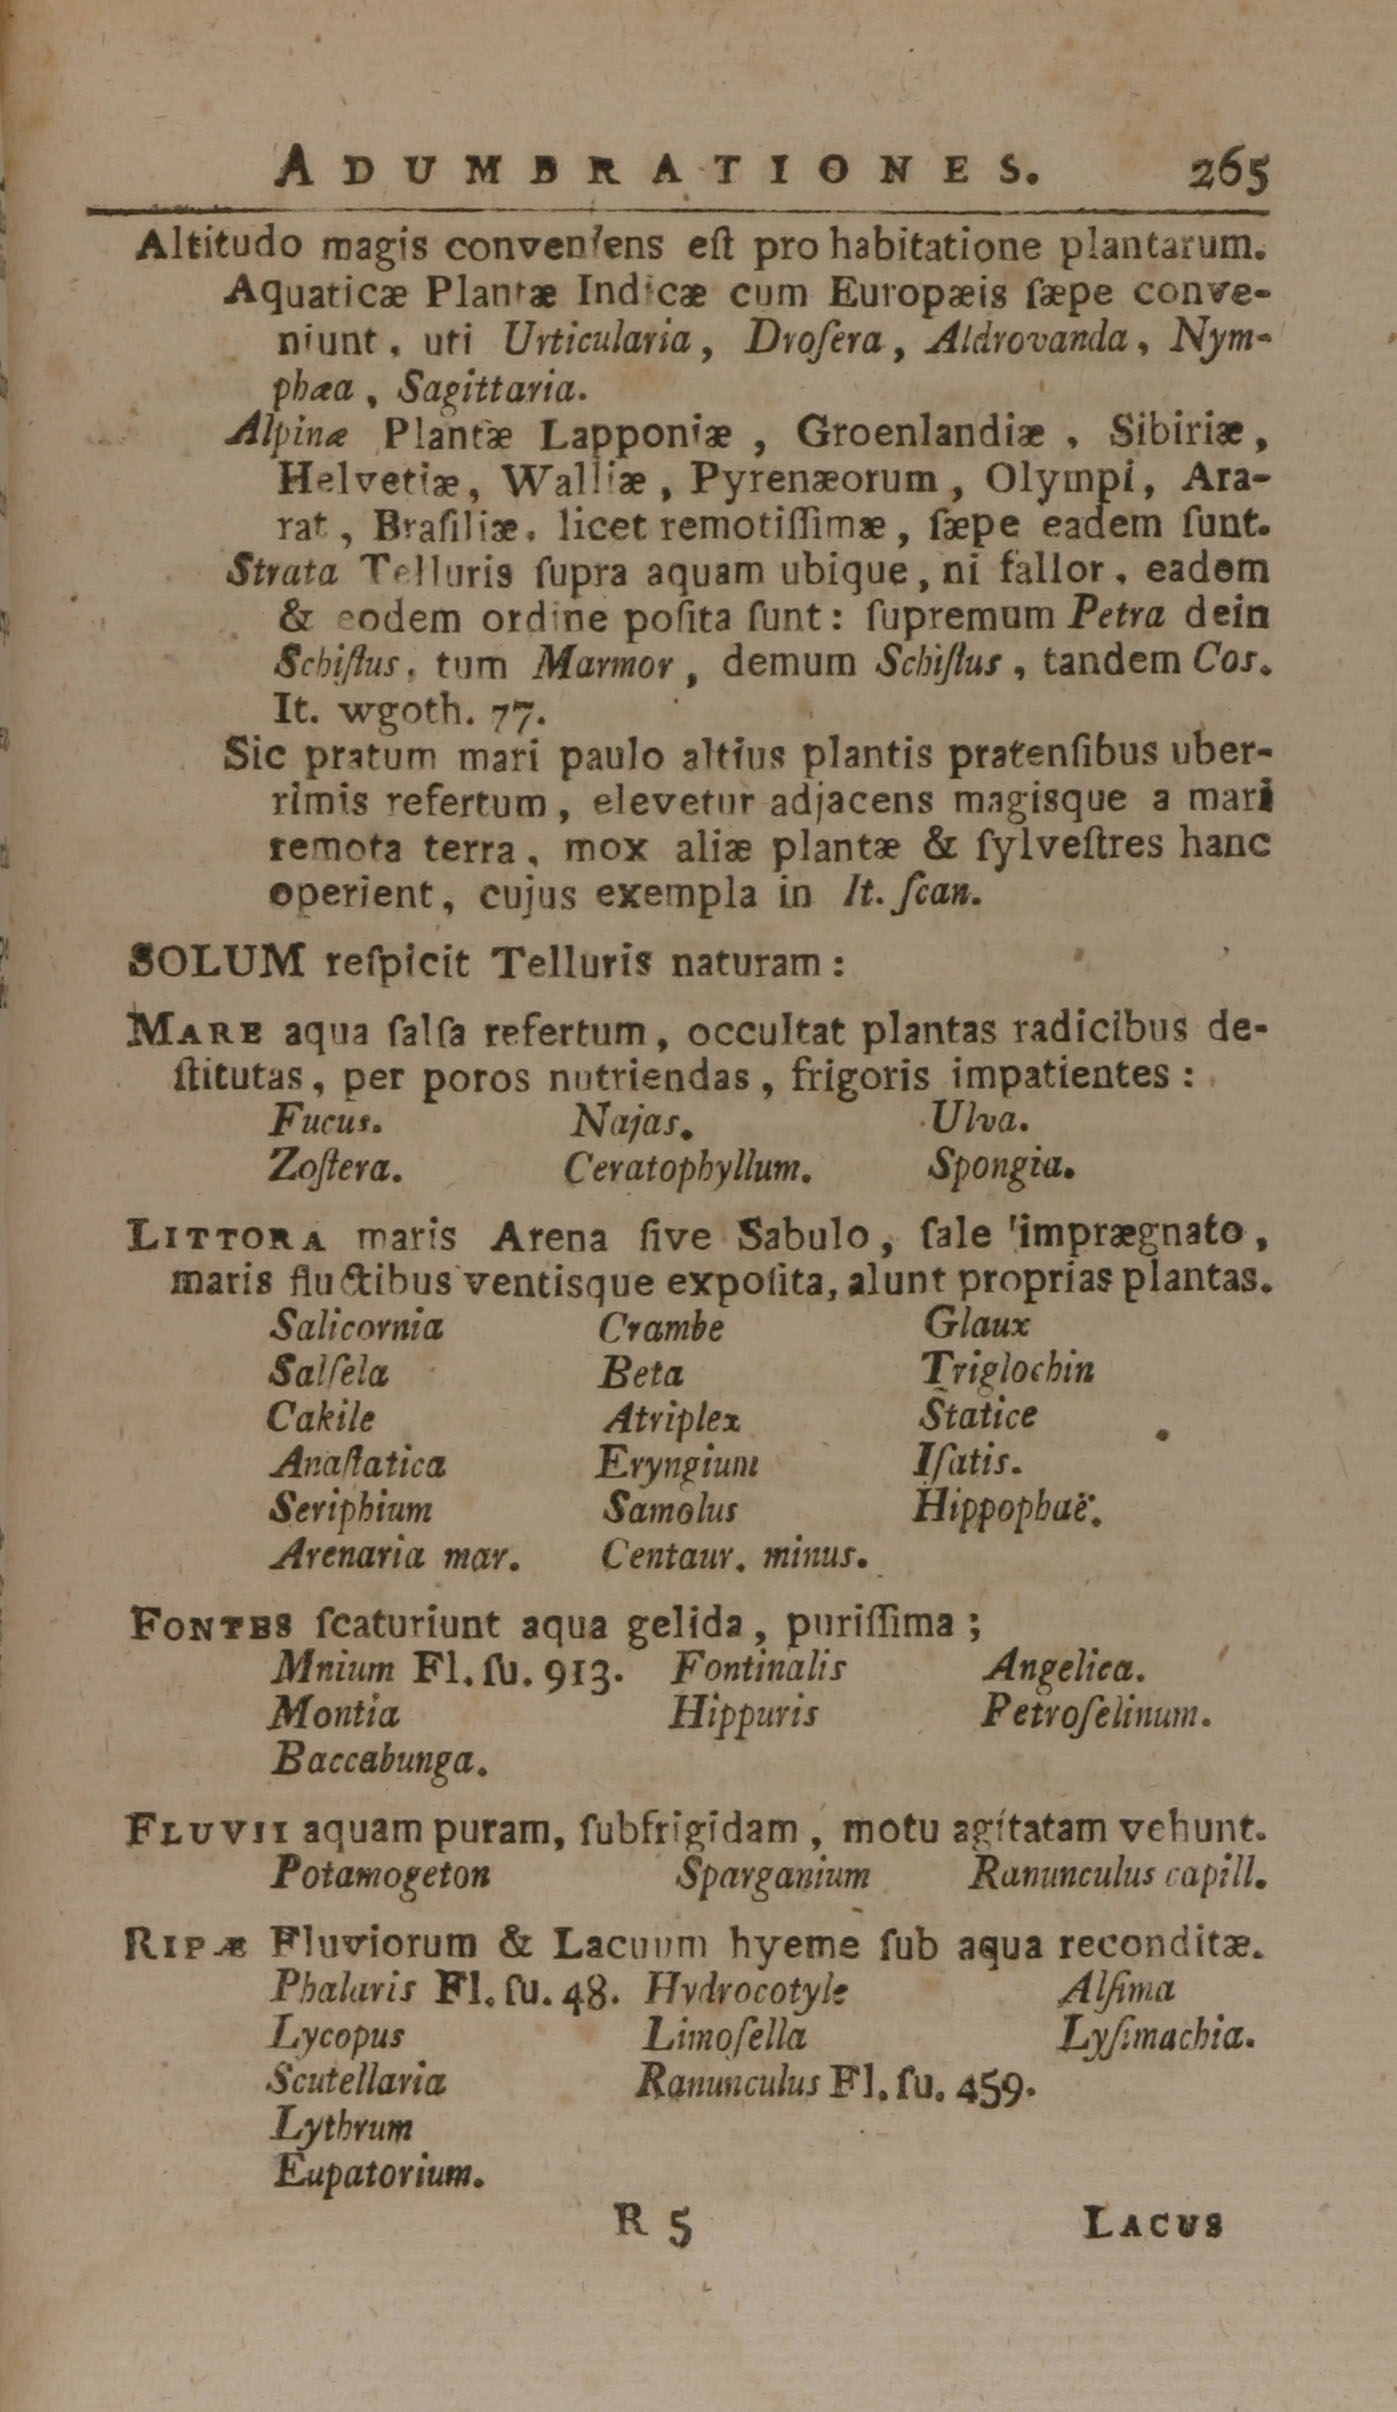 ADUMBRATIONES. 265
Altitudo magis conveniens eſt pro habitatione plantarum.
Aquaticæ Plantæ Indicæ cum Europæis ſæpe conve-
niunt, uti Urticularia, Droſera, Aldrovanda, Nym-
phæa, Sagittaria.
Alpinæ Plantæ Lapponiæ, Groenlandiæ, Sibiriæ,
Helvetiæ, Walliæ, Pyrenæorum, Olympi, Ara-
rat, Braſiliæ, licet remotiſſimæ, ſæpe eadem ſunt.
Strata Telluris ſupra aquam ubique, ni fallor, eadem
& eodem ordine poſita ſunt: ſupremum Petra dein
Schiſtus, tum Marmor, demum Schiſtus, tandem Cos.
It. wgoth. 77.
Sic pratum mari paulo altius plantis pratenſibus uber-
rimis refertum, elevetur adjacens magisque a mari
remota terra, mox aliæ plantæ & ſylveſtres hanc
operient, cujus exempla in It. ſcan.
SOLUM reſpicit Telluris naturam:
MARE aqua ſalſa refertum, occultat plantas radicibus de-
ſtitutas, per poros nutriendas, frigoris impatientes:
Fucus. Najas. Ulva.
Zoſtera. Ceratophyllum. Spongia.
LITTORA maris Arena ſive Sabulo, ſale imprægnato,
maris fluctibus ventisque expoſita, alunt proprias plantas.
Salicornia Crambe Glaux
Salſela Beta Triglochin
Cakile Atriplex Statice
Anaſtatica Eryngium Iſatis.
Seriphium Samolus Hippophaë.
Arenaria mar. Centaur. minus.
FONTES ſcaturiunt aqua gelida, puriſſima;
Mnium Fl. ſu. 913. Fontinalis Angelica.
Montia Hippuris Petroſelinum.
Baccabunga.
FLUVII aquam puram, ſubfrigidam, motu agitatam vehunt.
Potamogeton Sparganium Ranunculus capill.
RIPÆ Fluviorum & Lacuum hyeme ſub aqua reconditæ.
Phalaris Fl. ſu. 48. Hydrocotyle Alſima
Lycopus Limoſella Lyſimachia.
Scutellaria Ranunculus Fl. ſu. 459.
Lythrum
Eupatorium.
R 5 LACUS